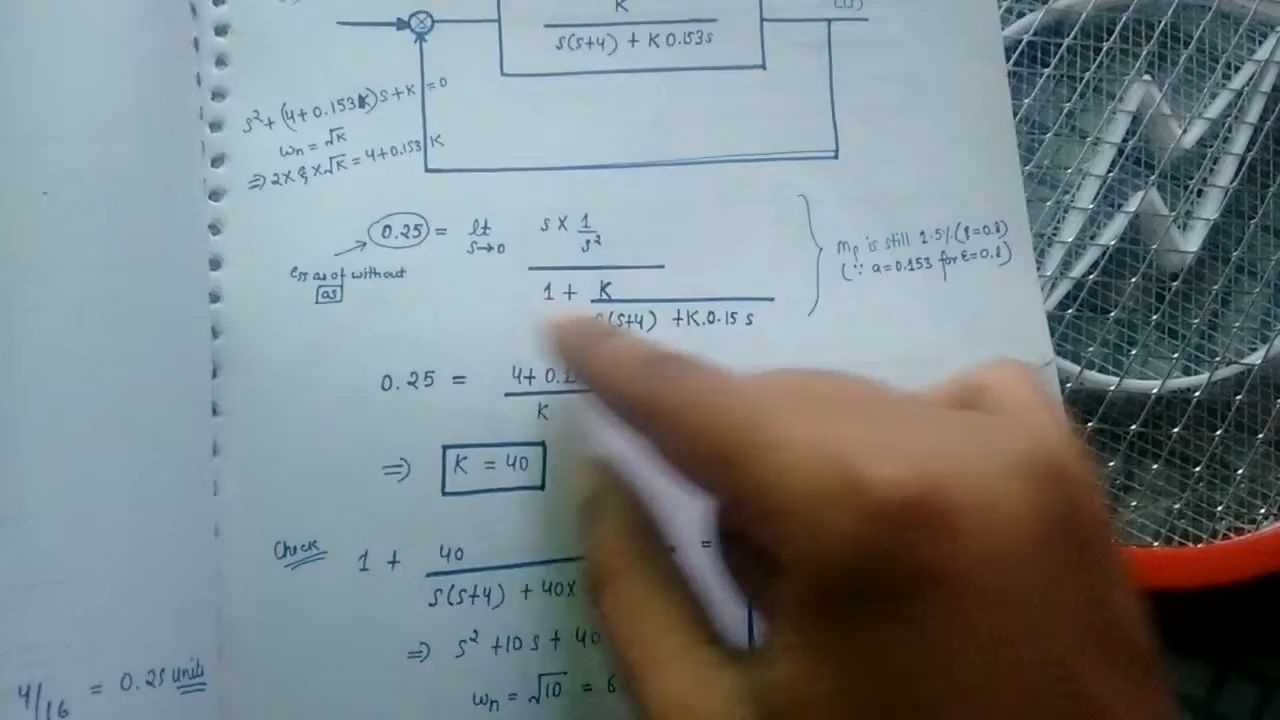 K
C(s)
s(s+4) + K 0.153s
s² + (4+0.153K)s + K = 0
ωn = √K
⇒ 2 × ξ × √K = 4+0.153 K
0.25 = lt s→0 s × 1/s²
ess as of without
as
1 + K
s(s+4) + K.0.15 s
Mp is still 1.5% (ξ=0.8)
(∵ a=0.153 for ξ=0.8)
0.25 = 4+ 0.1
K
⇒ K = 40
Check 1 + 40
s(s+4) + 40×
=
⇒ s² +10s + 40
4/16 = 0.25 units
ωn = √10 = 6